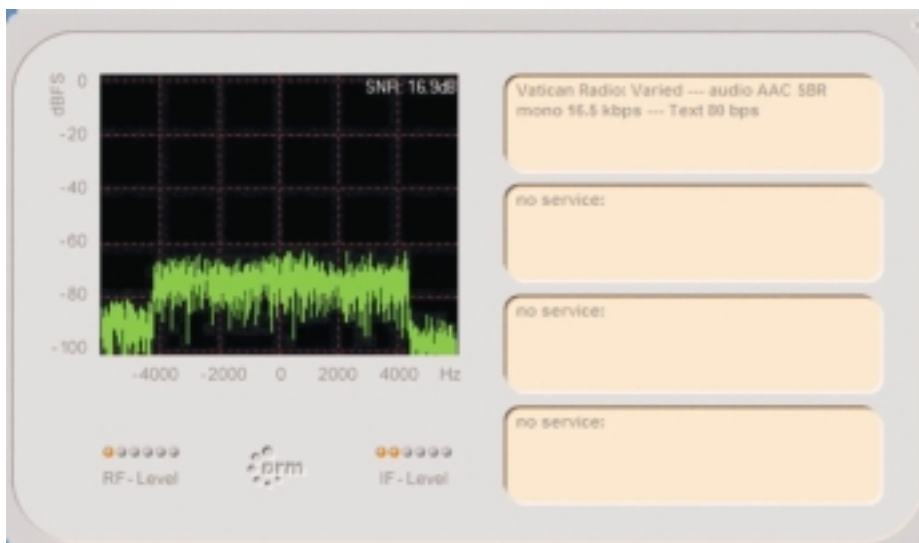 dBFS
0
-20
-40
-60
-80
-100
SNR: 16.9dB
-4000 -2000 0 2000 4000 Hz
RF-Level
drm
IF-Level
Vatican Radio: Varied --- audio AAC SBR
mono 16.5 kbps --- Text 80 bps
no service:
no service:
no service: